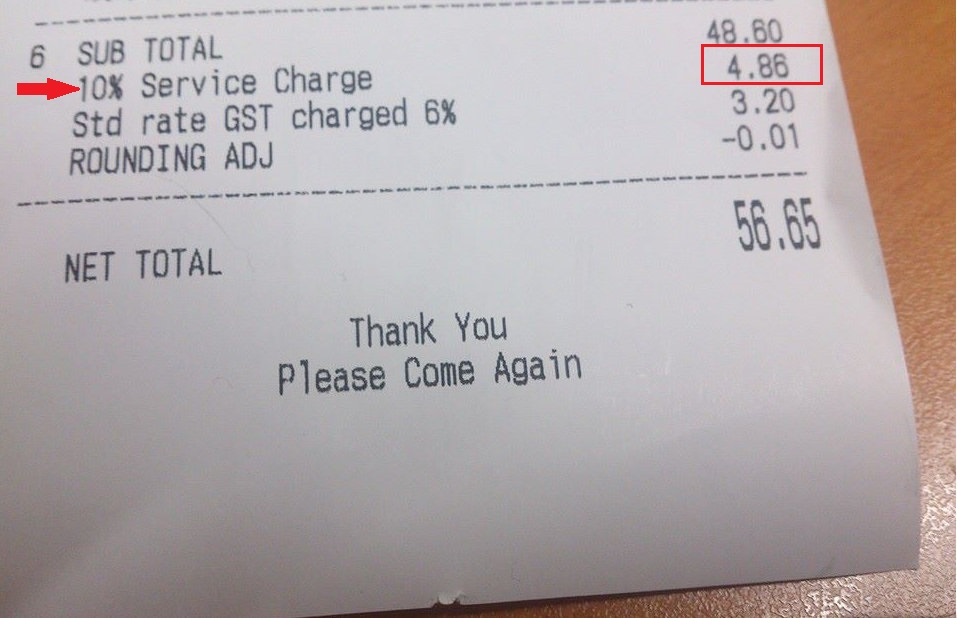 6 SUB TOTAL 48.60
10% Service Charge 4.86
Std rate GST charged 6% 3.20
ROUNDING ADJ -0.01
NET TOTAL 56.65
Thank You
Please Come Again